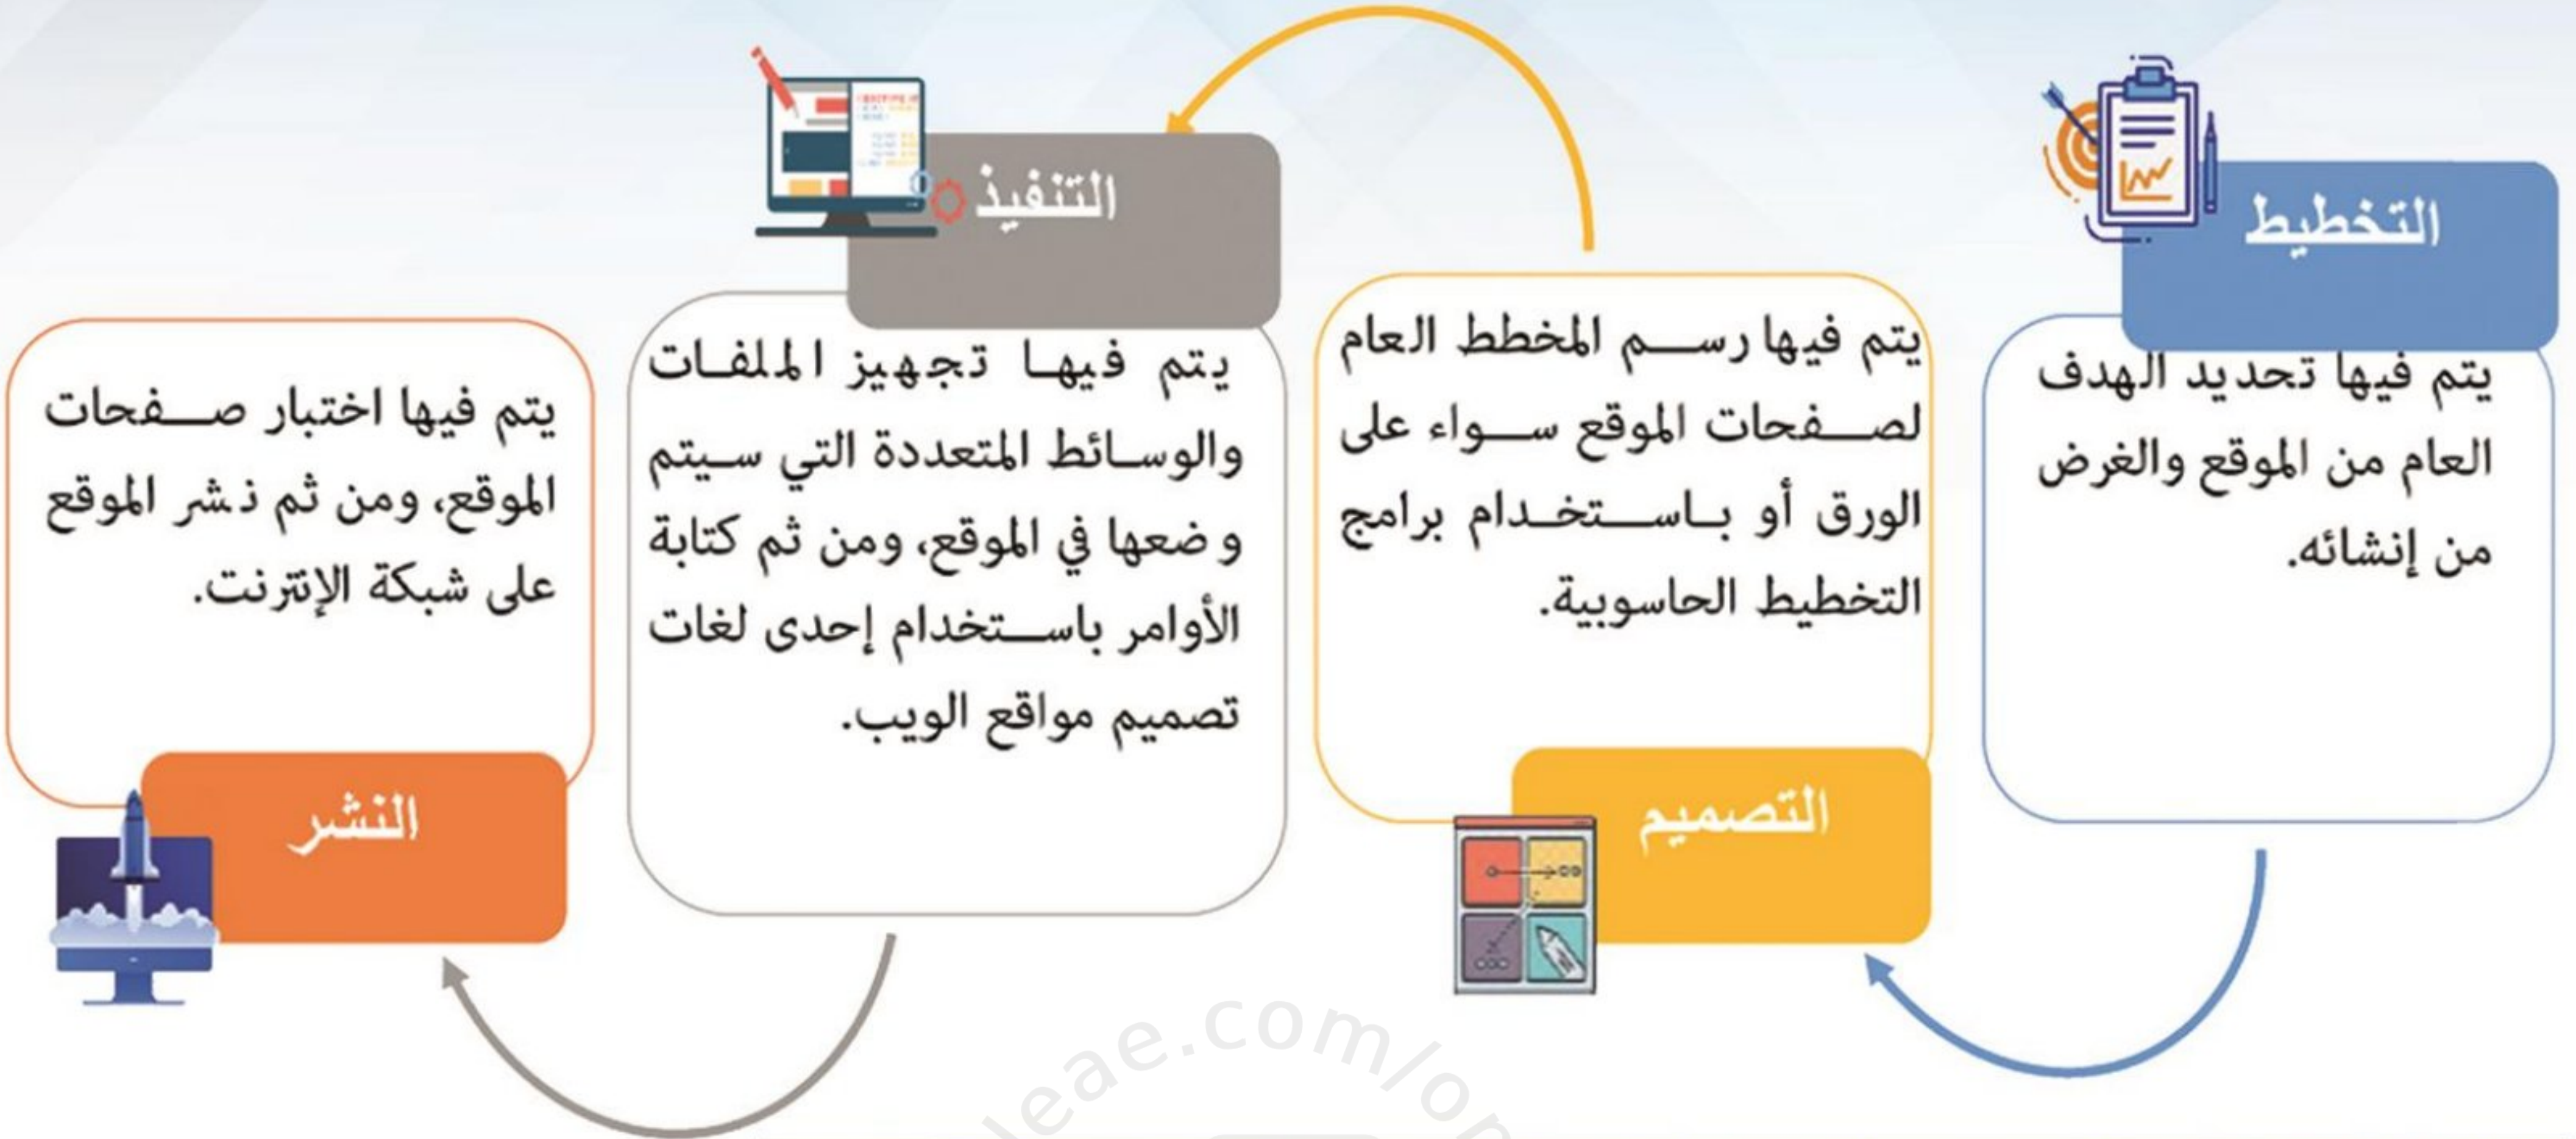 التخطيط
يتم فيها تحديد الهدف
العام من الموقع والغرض
من إنشائه.
يتم فيها رسم المخطط العام
لصفحات الموقع سواء على
الورق أو باستخدام برامج
التخطيط الحاسوبية.
التصميم
التنفيذ
يتم فيها تجهيز الملفات
والوسائط المتعددة التي سيتم
وضعها في الموقع، ومن ثم كتابة
الأوامر باستخدام إحدى لغات
تصميم مواقع الويب.
يتم فيها اختبار صفحات
الموقع، ومن ثم نشر الموقع
على شبكة الإنترنت.
النشر
eae.com/o